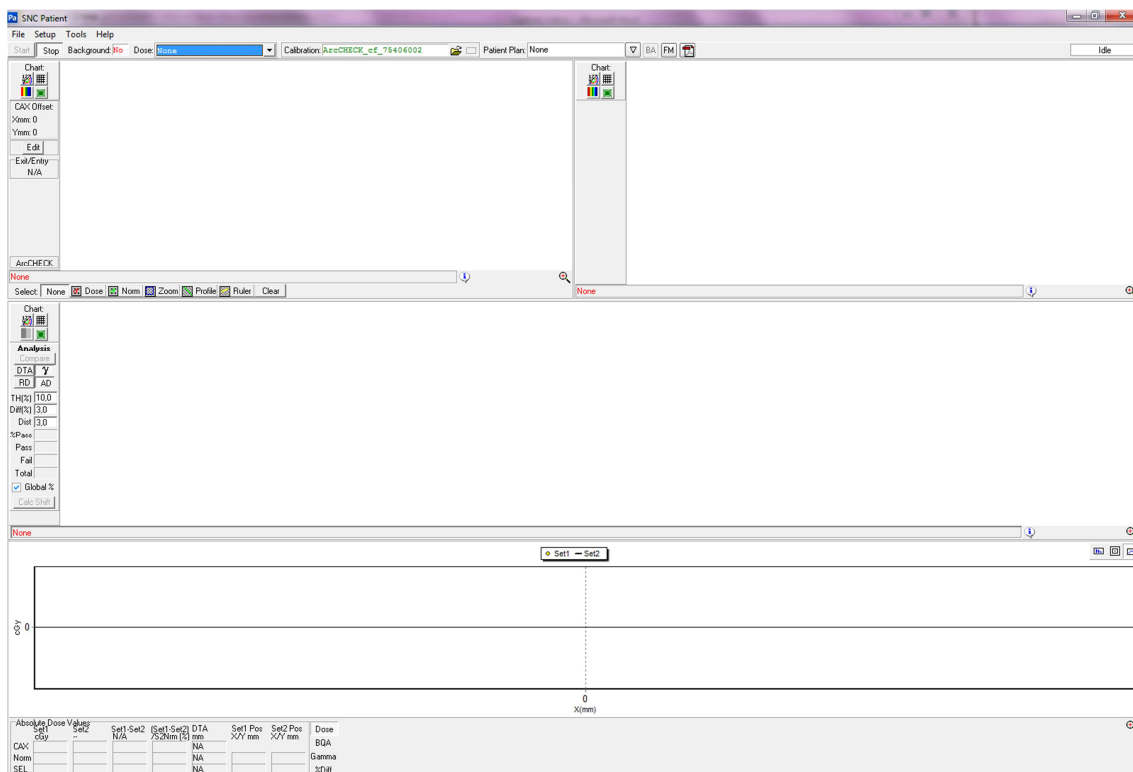 Pa SNC Patient
File Setup Tools Help
Start Stop Background: No Dose: None Calibration: ArcCHECK_cf_75406002 Patient Plan: None BA FM Idle
Chart:
CAX Offset:
Xmm: 0
Ymm: 0
Edit
Exit/Entry
N/A
ArcCHECK
None
Select: None Dose Norm Zoom Profile Ruler Clear
Chart:
None
Chart:
Analysis
Compare
DTA γ
RD AD
TH(%) 10,0
Diff(%) 3,0
Dist 3,0
%Pass
Pass
Fail
Total
Global %
Calc Shift
None
Set1 Set2
cGy
0
0
X(mm)
Absolute Dose Values
Set1 Set2 Set1-Set2 (Set1-Set2) DTA Set1 Pos Set2 Pos Dose
cGy -- N/A /S2Nrm (%) mm X/Y mm X/Y mm
BQA
CAX NA
Norm NA Gamma
SEL NA %Diff